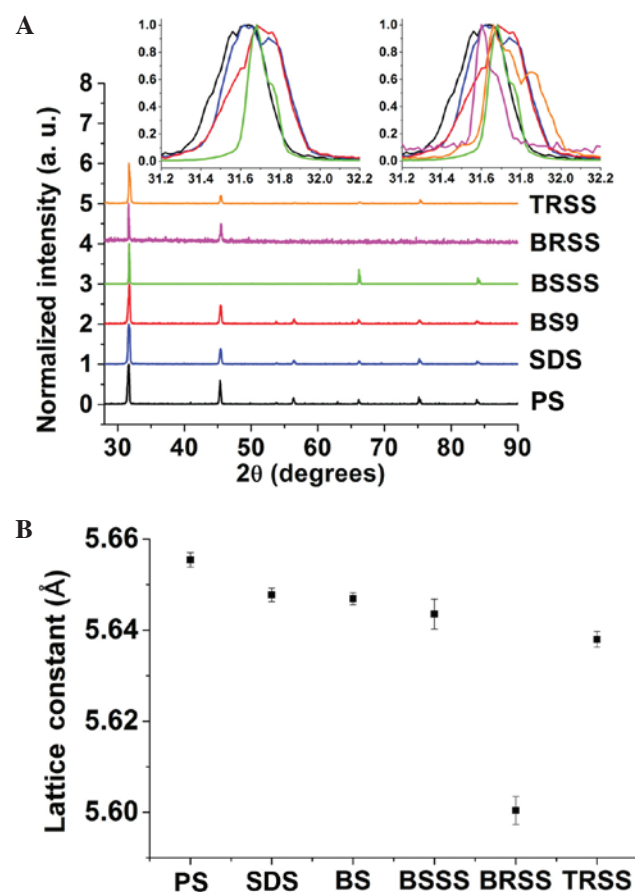 A
1.0
0.8
0.6
0.4
0.2
0.0
31.2 31.4 31.6 31.8 32.0 32.2
1.0
0.8
0.6
0.4
0.2
0.0
31.2 31.4 31.6 31.8 32.0 32.2
Normalized intensity (a. u.)
8
7
6
5
4
3
2
1
0
TRSS
BRSS
BSSS
BS9
SDS
PS
30 40 50 60 70 80 90
2θ (degrees)
B
Lattice constant (Å)
5.66
5.64
5.62
5.60
PS SDS BS BSSS BRSS TRSS